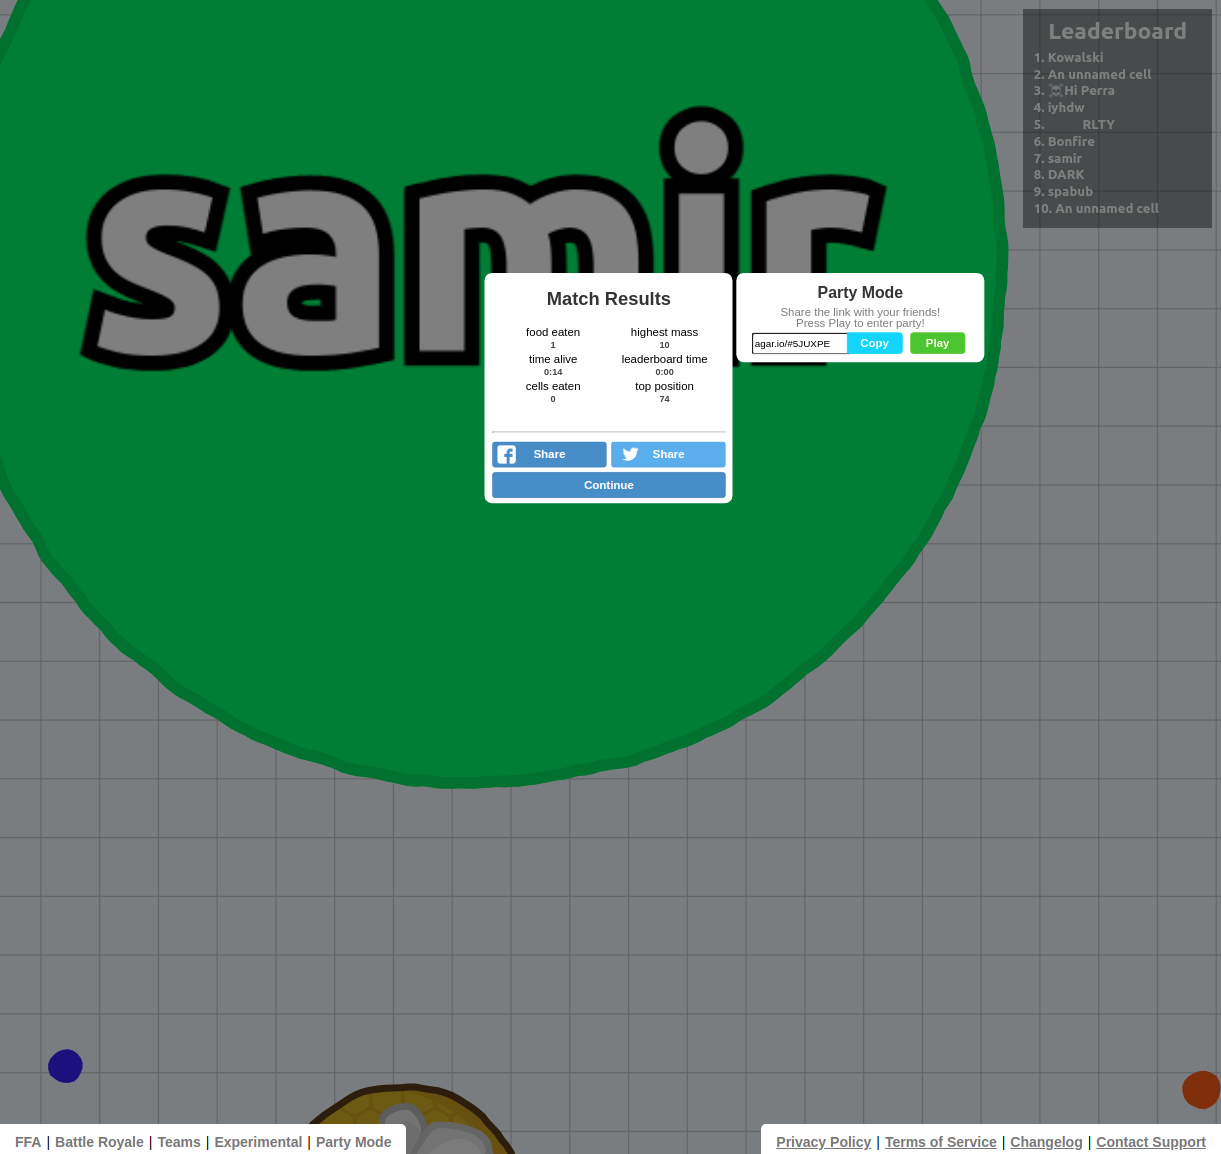 Leaderboard
1. Kowalski
2. An unnamed cell
3. ☠Hi Perra
4. iyhdw
5. RLTY
6. Bonfire
7. samir
8. DARK
9. spabub
10. An unnamed cell
samir
Match Results
food eaten highest mass
1 10
time alive leaderboard time
0:14 0:00
cells eaten top position
0 74
Share Share
Continue
Party Mode
Share the link with your friends!
Press Play to enter party!
agar.io/#5JUXPE Copy Play
FFA | Battle Royale | Teams | Experimental | Party Mode
Privacy Policy | Terms of Service | Changelog | Contact Support